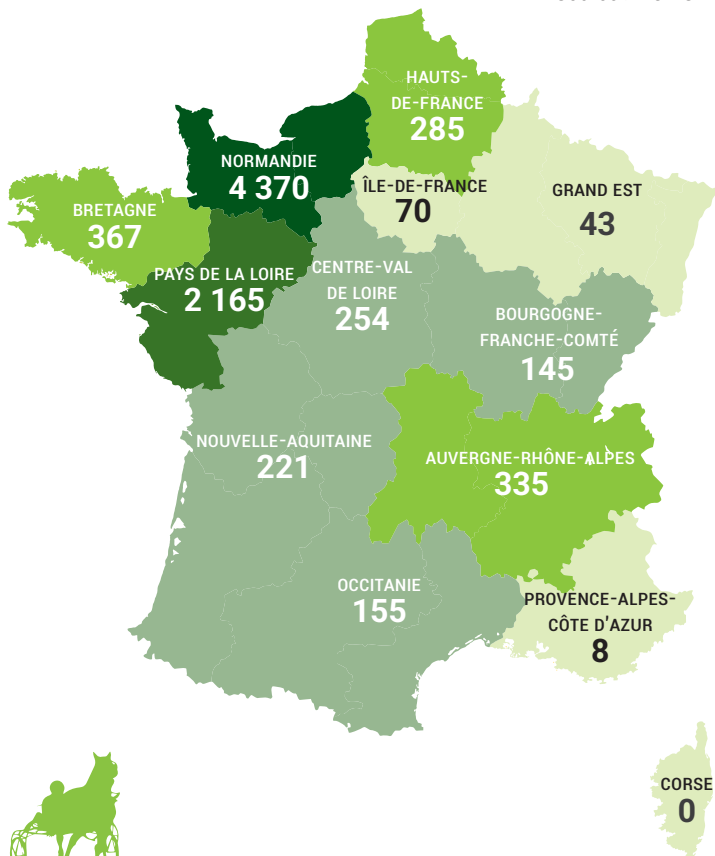 HAUTS-
DE-FRANCE
285
NORMANDIE
4 370
ÎLE-DE-FRANCE
70
GRAND EST
43
BRETAGNE
367
PAYS DE LA LOIRE
2 165
CENTRE-VAL
DE LOIRE
254
BOURGOGNE-
FRANCHE-COMTÉ
145
NOUVELLE-AQUITAINE
221
AUVERGNE-RHÔNE-ALPES
335
OCCITANIE
155
PROVENCE-ALPES-
CÔTE D'AZUR
8
CORSE
0